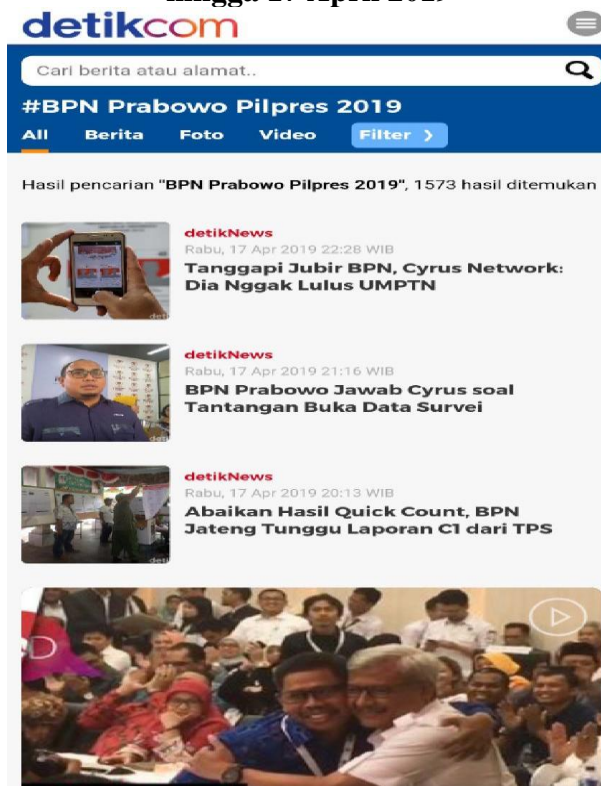 hingga 17 April 2019
detikcom
Cari berita atau alamat..
#BPN Prabowo Pilpres 2019
All Berita Foto Video Filter >
Hasil pencarian "BPN Prabowo Pilpres 2019", 1573 hasil ditemukan
detikNews
Rabu, 17 Apr 2019 22:28 WIB
Tanggapi Jubir BPN, Cyrus Network:
Dia Nggak Lulus UMPTN
detikNews
Rabu, 17 Apr 2019 21:16 WIB
BPN Prabowo Jawab Cyrus soal
Tantangan Buka Data Survei
detikNews
Rabu, 17 Apr 2019 20:13 WIB
Abaikan Hasil Quick Count, BPN
Jateng Tunggu Laporan C1 dari TPS